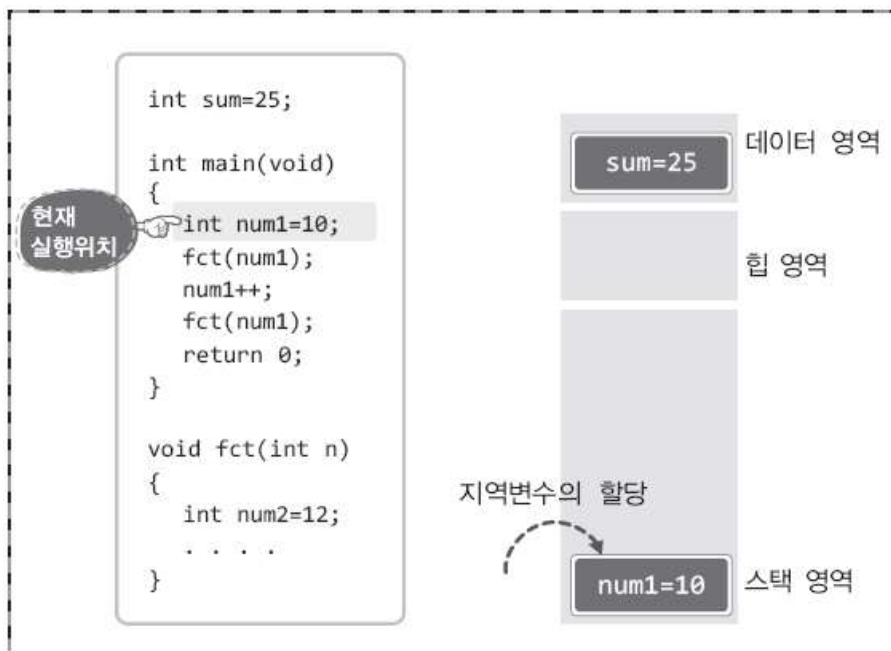 int sum=25;
int main(void)
{
int num1=10;
fct(num1);
num1++;
fct(num1);
return 0;
}
void fct(int n)
{
int num2=12;
. . . .
}
현재
실행위치
sum=25
데이터 영역
힙 영역
지역변수의 할당
num1=10
스택 영역